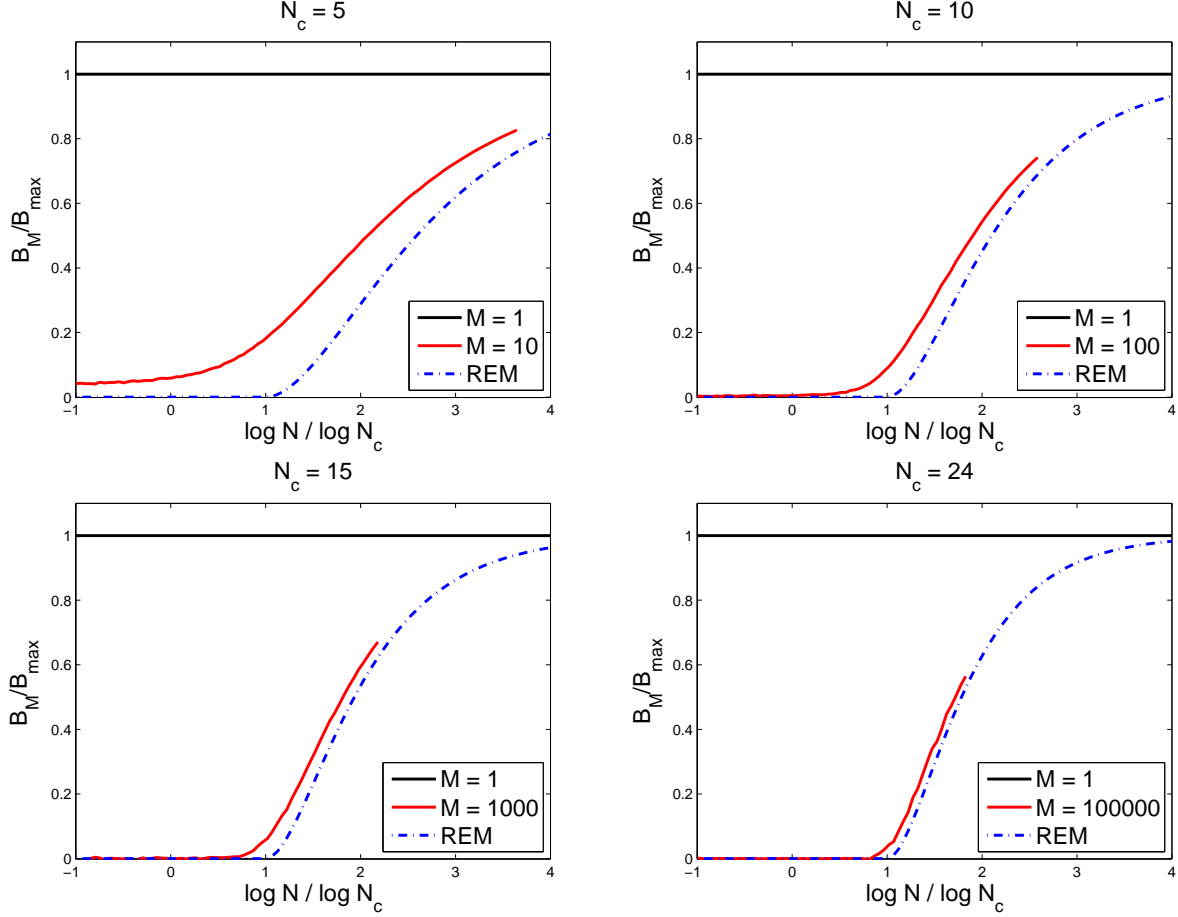 N_c = 5
B_M/B_max
1
0.8
0.6
0.4
0.2
0
−1 0 1 2 3 4
log N / log N_c
M = 1
M = 10
REM
N_c = 10
B_M/B_max
1
0.8
0.6
0.4
0.2
0
−1 0 1 2 3 4
log N / log N_c
M = 1
M = 100
REM
N_c = 15
B_M/B_max
1
0.8
0.6
0.4
0.2
0
−1 0 1 2 3 4
log N / log N_c
M = 1
M = 1000
REM
N_c = 24
B_M/B_max
1
0.8
0.6
0.4
0.2
0
−1 0 1 2 3 4
log N / log N_c
M = 1
M = 100000
REM